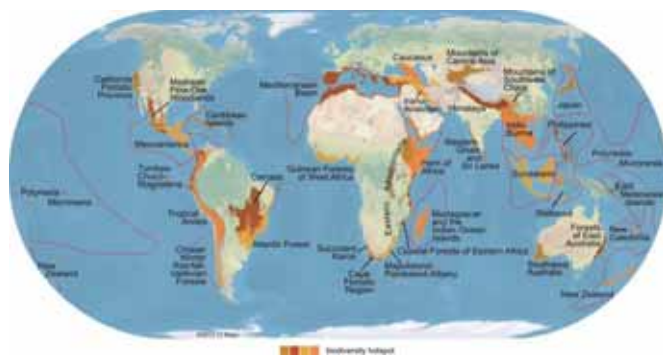 California
Floristic
Province
Madrean
Pine-Oak
Woodlands
Caribbean
Islands
Mesoamerica
Tumbes-
Chocó-
Magdalena
Polynesia-
Micronesia
Tropical
Andes
Chilean
Winter
Rainfall-
Valdivian
Forests
New
Zealand
Cerrado
Atlantic Forest
Mediterranean
Basin
Caucasus
Mountains
of Central
Asia
Mountains of
Southwest
China
Irano-
Anatolian
Himalaya
Japan
Indo-
Burma
Philippines
Western
Ghats
and
Sri Lanka
Guinean Forests
of West Africa
Horn of
Africa
Eastern
Madagascar
and the
Indian Ocean
Islands
Coastal Forests of Eastern Africa
Succulent
Karoo
Cape
Floristic
Region
Maputaland-
Pondoland-Albany
Sundaland
Wallacea
Polynesia-
Micronesia
East
Melanesian
Islands
Forests
of East
Australia
New
Caledonia
Southwest
Australia
New Zealand
biodiversity hotspot